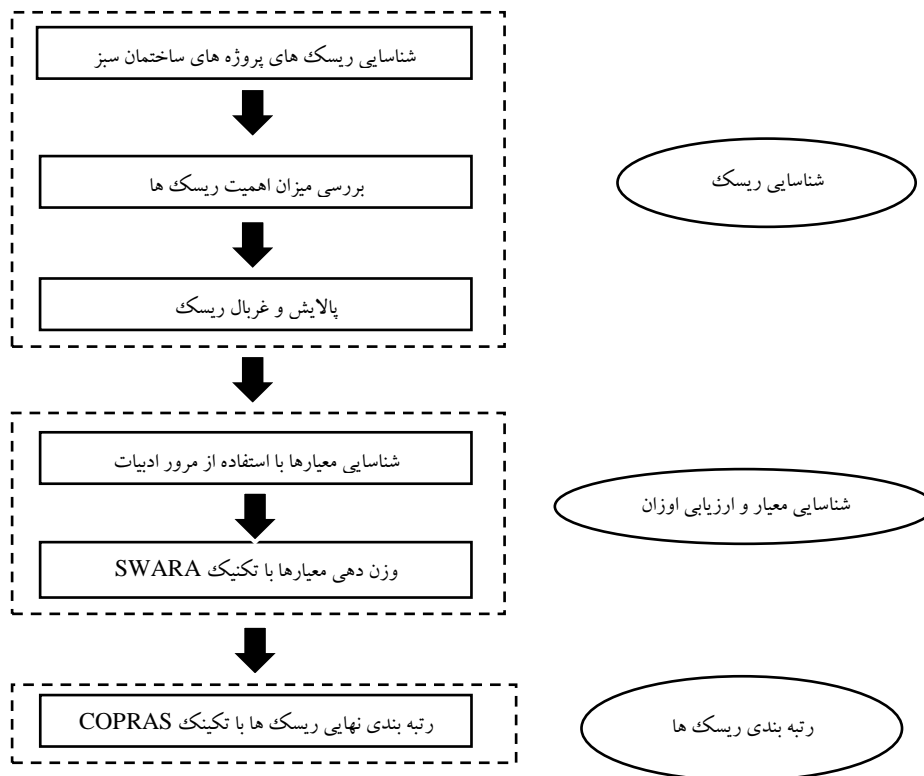 شناسایی ریسک های پروژه های ساختمان سبز
بررسی میزان اهمیت ریسک ها
شناسایی ریسک
پالایش و غربال ریسک
شناسایی معیارها با استفاده از مرور ادبیات
شناسایی معیار و ارزیابی اوزان
وزن دهی معیارها با تکنیک SWARA
رتبه بندی نهایی ریسک ها با تکینک COPRAS
رتبه بندی ریسک ها